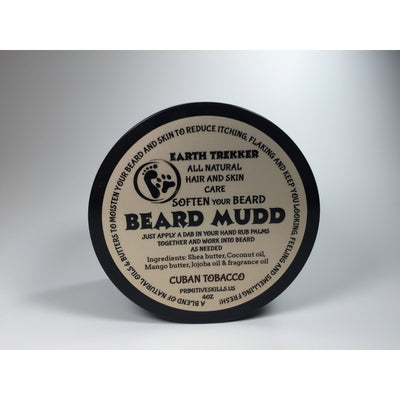 A BLEND OF NATURAL OILS & BUTTERS TO MOISTEN YOUR BEARD AND SKIN TO REDUCE ITCHING, FLAKING AND KEEP YOU LOOKING, FEELING AND SMELLING FRESH!
EARTH TREKKER
ALL NATURAL
HAIR AND SKIN
CARE
SOFTEN YOUR BEARD
BEARD MUDD
JUST APPLY A DAB IN YOUR HAND RUB PALMS
TOGETHER AND WORK INTO BEARD
AS NEEDED
Ingredients: Shea butter, Coconut oil,
Mango butter, Jojoba oil & fragrance oil
CUBAN TOBACCO
PRIMITIVESKILLS.US
4OZ